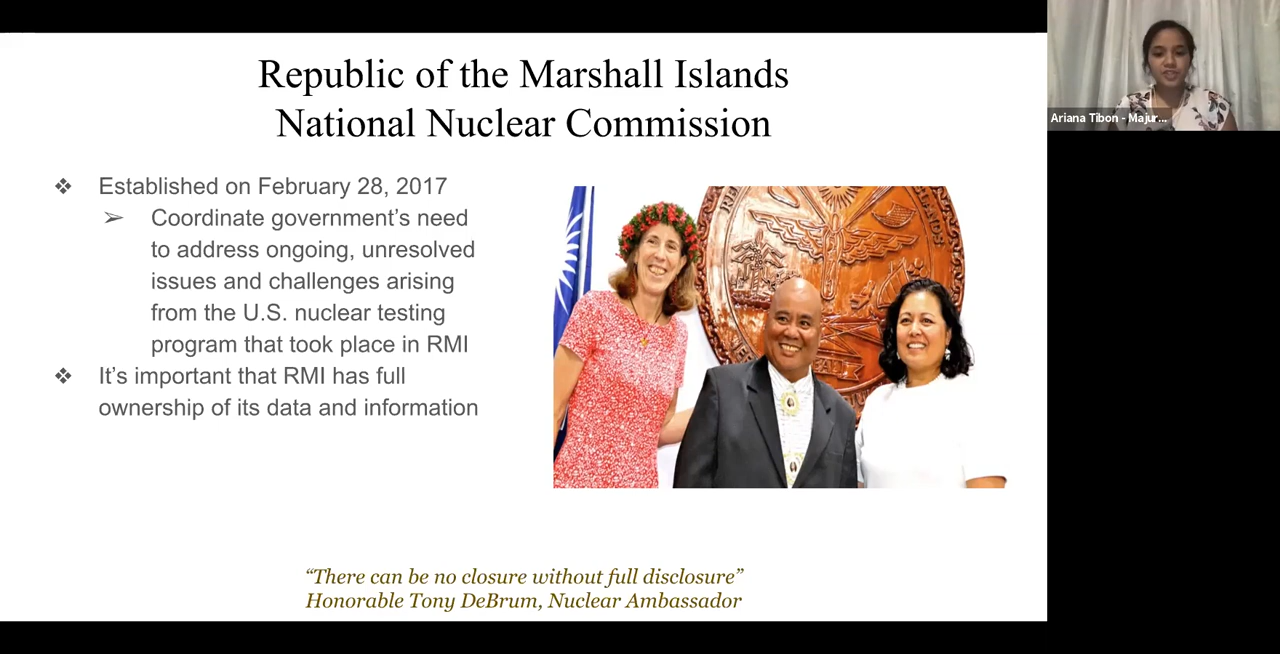 Republic of the Marshall Islands
National Nuclear Commission
❖ Established on February 28, 2017
➢ Coordinate government’s need
to address ongoing, unresolved
issues and challenges arising
from the U.S. nuclear testing
program that took place in RMI
❖ It’s important that RMI has full
ownership of its data and information
“There can be no closure without full disclosure”
Honorable Tony DeBrum, Nuclear Ambassador
Ariana Tibon - Majur...